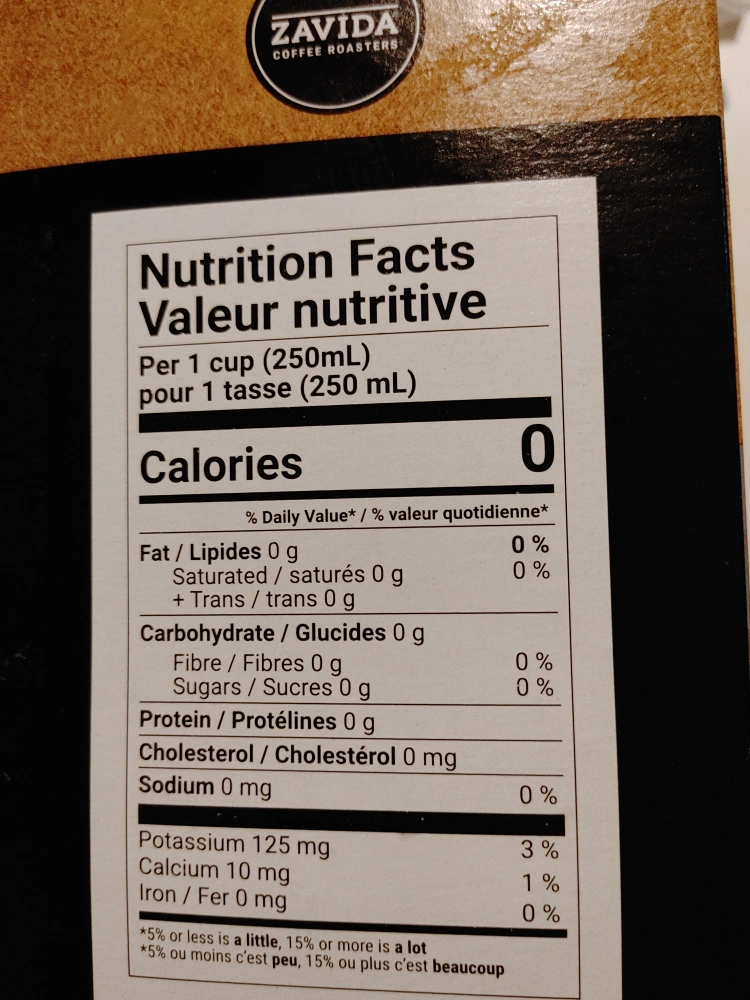 ZAVIDA
COFFEE ROASTERS
Nutrition Facts
Valeur nutritive
Per 1 cup (250mL)
pour 1 tasse (250 mL)
Calories 0
% Daily Value* / % valeur quotidienne*
Fat / Lipides 0 g 0 %
Saturated / saturés 0 g 0 %
+ Trans / trans 0 g
Carbohydrate / Glucides 0 g
Fibre / Fibres 0 g 0 %
Sugars / Sucres 0 g 0 %
Protein / Protélines 0 g
Cholesterol / Cholestérol 0 mg
Sodium 0 mg 0 %
Potassium 125 mg 3 %
Calcium 10 mg 1 %
Iron / Fer 0 mg 0 %
*5% or less is a little, 15% or more is a lot
*5% ou moins c'est peu, 15% ou plus c'est beaucoup